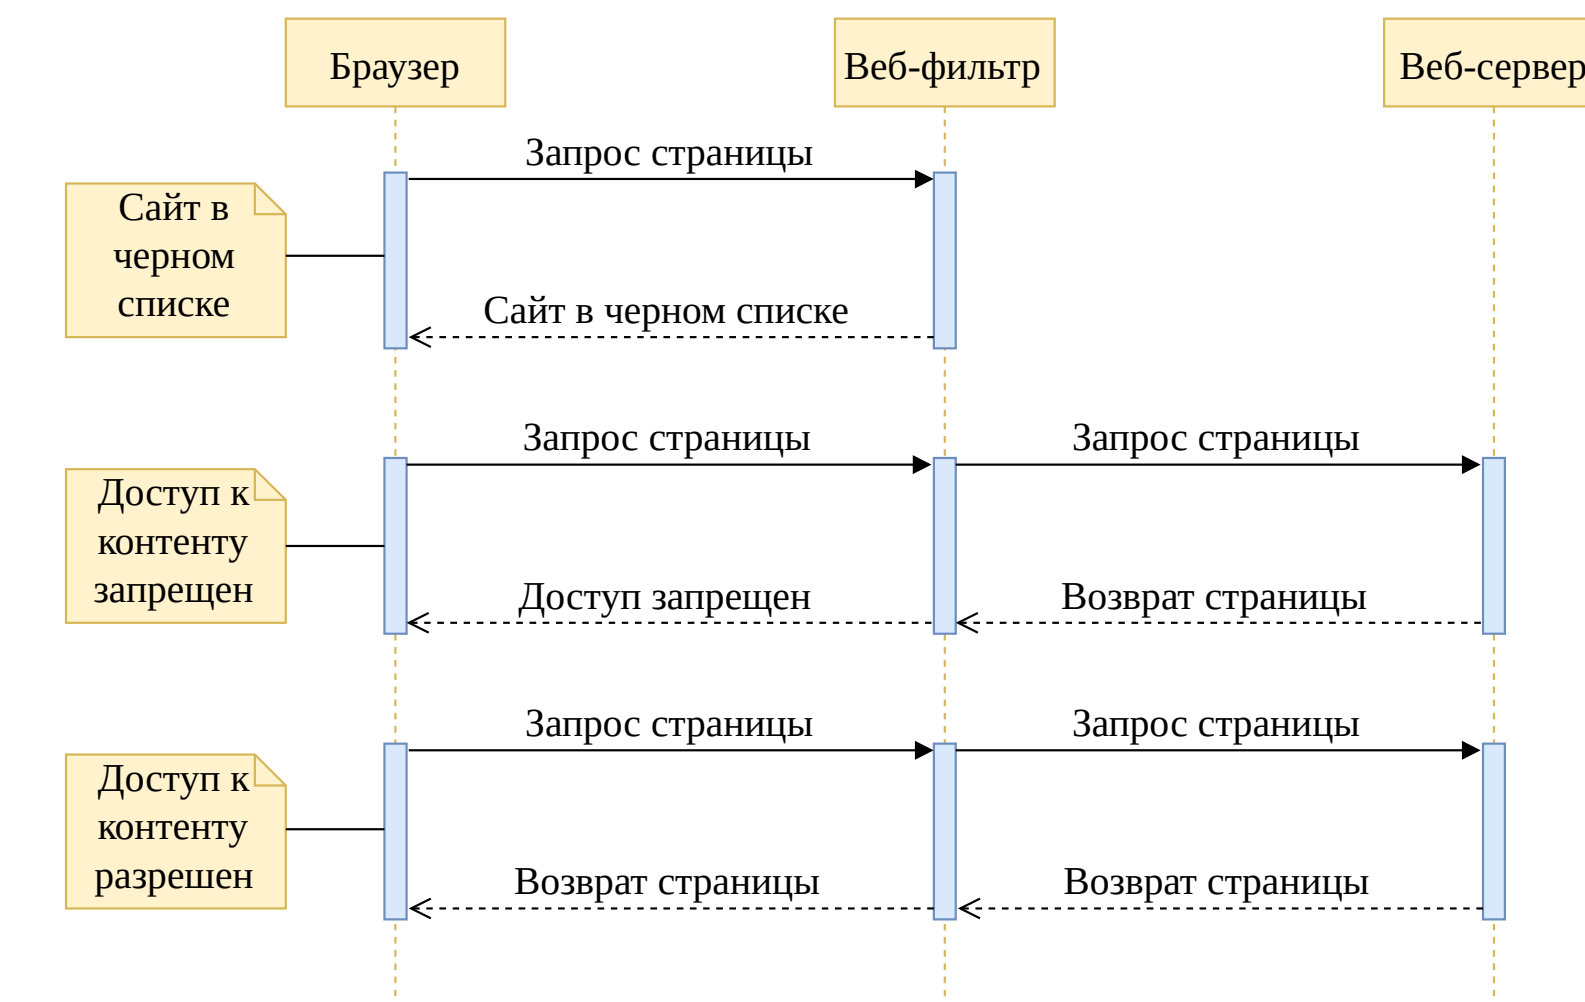 Браузер
Веб-фильтр
Веб-сервер
Запрос страницы
Сайт в
черном
списке
Сайт в черном списке
Запрос страницы
Запрос страницы
Доступ к
контенту
запрещен
Доступ запрещен
Возврат страницы
Запрос страницы
Запрос страницы
Доступ к
контенту
разрешен
Возврат страницы
Возврат страницы